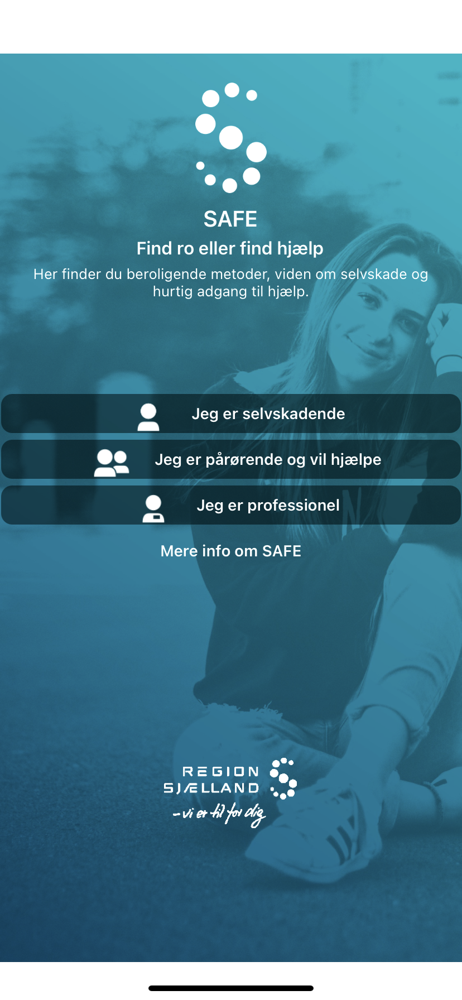 SAFE
Find ro eller find hjælp
Her finder du beroligende metoder, viden om selvskade og
hurtig adgang til hjælp.
Jeg er selvskadende
Jeg er pårørende og vil hjælpe
Jeg er professionel
Mere info om SAFE
REGION
SJÆLLAND
- vi er til for dig